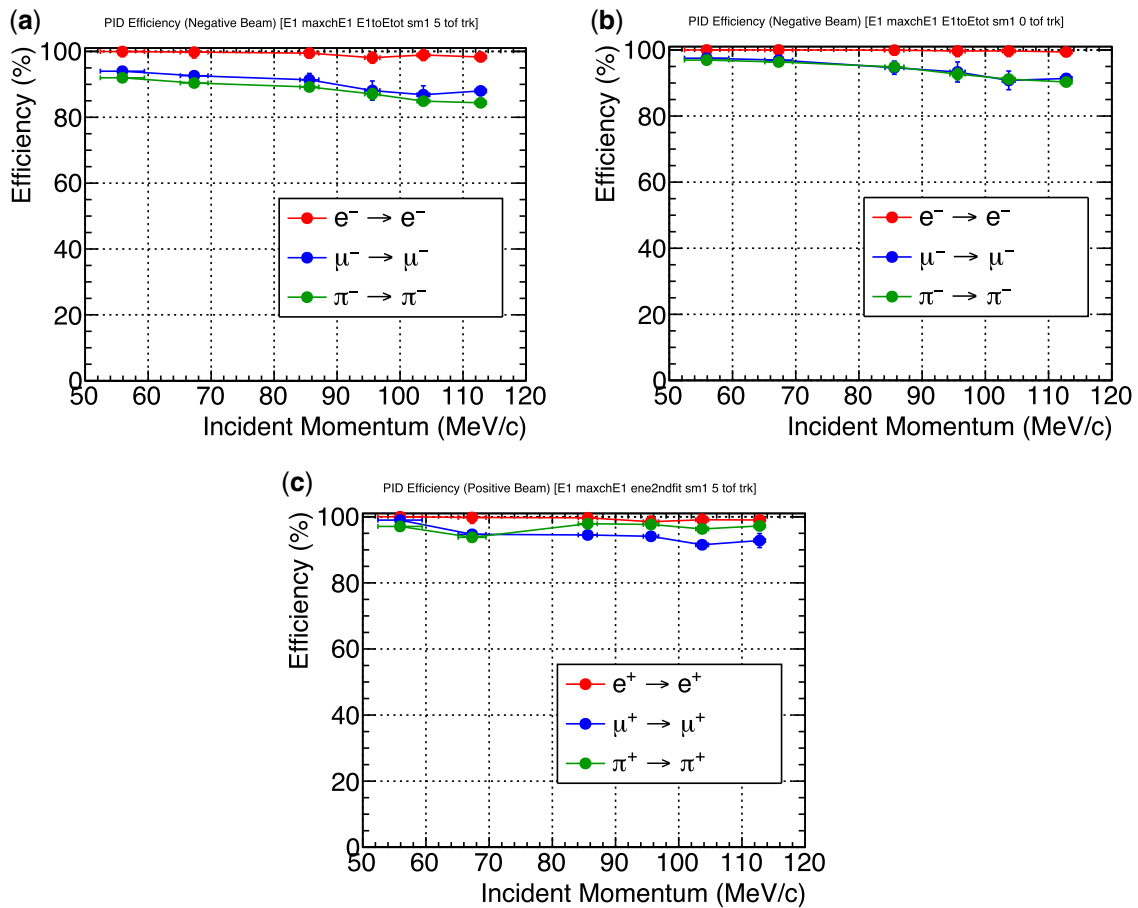 (a)
PID Efficiency (Negative Beam) [E1 maxchE1 E1toEtot sm1 5 tof trk]
Efficiency (%)
100
80
60
40
20
0
e⁻ → e⁻
μ⁻ → μ⁻
π⁻ → π⁻
50 60 70 80 90 100 110 120
Incident Momentum (MeV/c)
(b)
PID Efficiency (Negative Beam) [E1 maxchE1 E1toEtot sm1 0 tof trk]
Efficiency (%)
100
80
60
40
20
0
e⁻ → e⁻
μ⁻ → μ⁻
π⁻ → π⁻
50 60 70 80 90 100 110 120
Incident Momentum (MeV/c)
(c)
PID Efficiency (Positive Beam) [E1 maxchE1 ene2ndfit sm1 5 tof trk]
Efficiency (%)
100
80
60
40
20
0
e⁺ → e⁺
μ⁺ → μ⁺
π⁺ → π⁺
50 60 70 80 90 100 110 120
Incident Momentum (MeV/c)